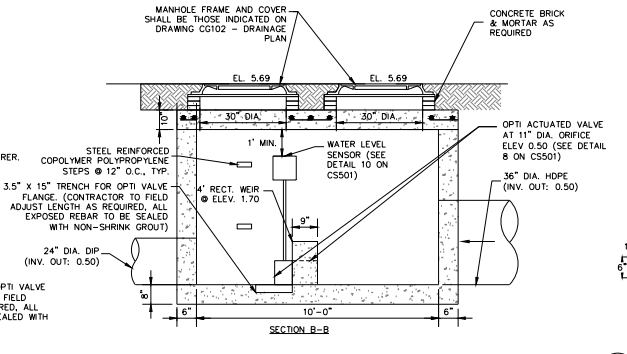 MANHOLE FRAME AND COVER
SHALL BE THOSE INDICATED ON
DRAWING CG102 – DRAINAGE
PLAN
CONCRETE BRICK
& MORTAR AS
REQUIRED
EL. 5.69
EL. 5.69
10"
30" DIA.
30" DIA.
1' MIN.
WATER LEVEL
SENSOR (SEE
DETAIL 10 ON
CS501)
OPTI ACTUATED VALVE
AT 11" DIA. ORIFICE
ELEV 0.50 (SEE DETAIL
8 ON CS501)
RER.
STEEL REINFORCED
COPOLYMER POLYPROPYLENE
STEPS @ 12" O.C., TYP.
3.5" X 15" TRENCH FOR OPTI VALVE
FLANGE. (CONTRACTOR TO FIELD
ADJUST LENGTH AS REQUIRED, ALL
EXPOSED REBAR TO BE SEALED
WITH NON-SHRINK GROUT)
4' RECT. WEIR
@ ELEV. 1.70
36" DIA. HDPE
(INV. OUT: 0.50)
9"
24" DIA. DIP
(INV. OUT: 0.50)
6"
OPTI VALVE
FIELD
RED, ALL
EALED WITH
8"
6"
10'-0"
6"
SECTION B-B